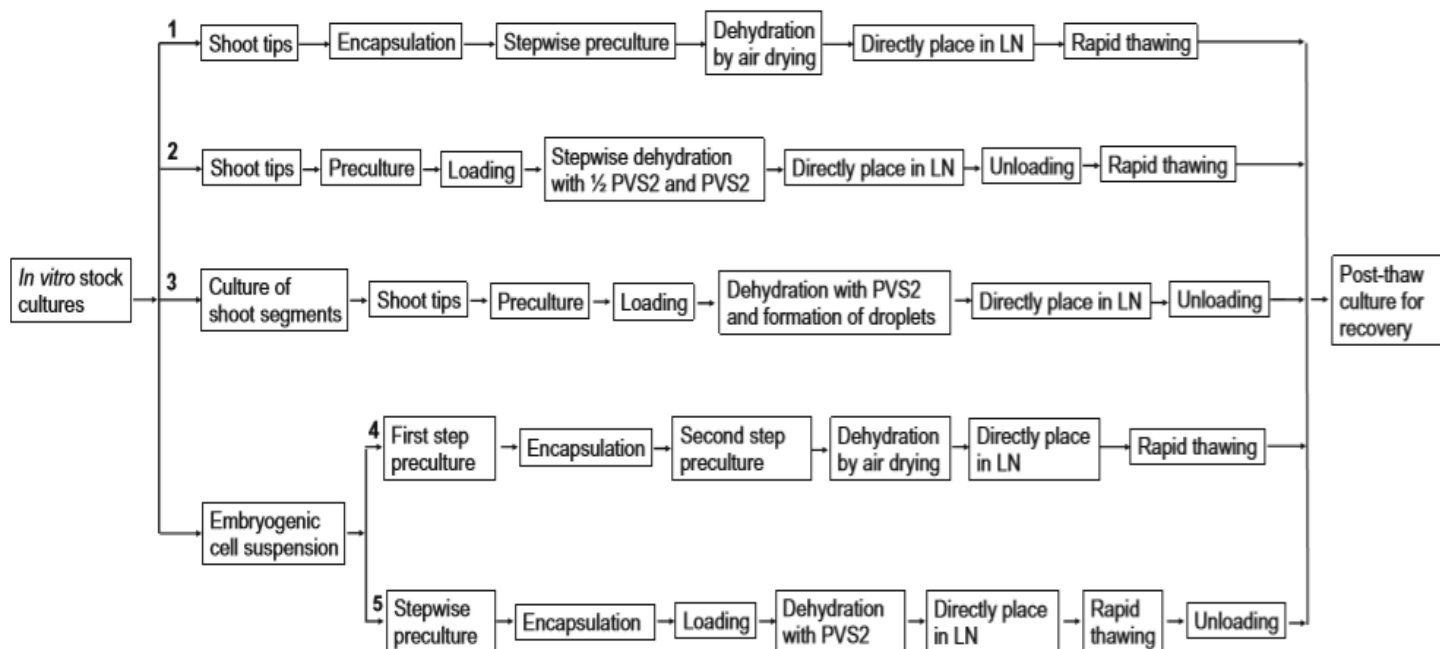 In vitro stock
cultures
1
Shoot tips
Encapsulation
Stepwise preculture
Dehydration
by air drying
Directly place in LN
Rapid thawing
2
Shoot tips
Preculture
Loading
Stepwise dehydration
with ½ PVS2 and PVS2
Directly place in LN
Unloading
Rapid thawing
3
Culture of
shoot segments
Shoot tips
Preculture
Loading
Dehydration with PVS2
and formation of droplets
Directly place in LN
Unloading
Embryogenic
cell suspension
4
First step
preculture
Encapsulation
Second step
preculture
Dehydration
by air drying
Directly place
in LN
Rapid thawing
5
Stepwise
preculture
Encapsulation
Loading
Dehydration
with PVS2
Directly place
in LN
Rapid
thawing
Unloading
Post-thaw
culture for
recovery